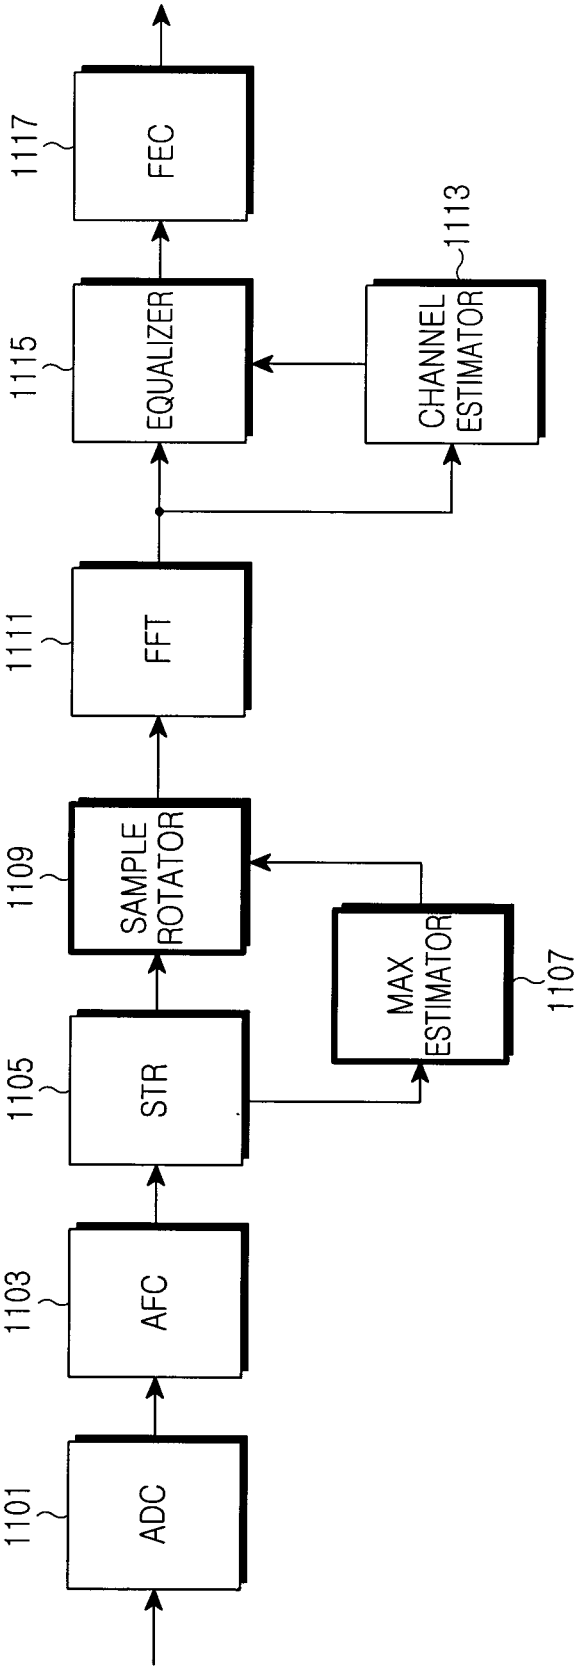 1101
ADC
1103
AFC
1105
STR
1107
MAX
ESTIMATOR
1109
SAMPLE
ROTATOR
1111
FFT
1113
CHANNEL
ESTIMATOR
1115
EQUALIZER
1117
FEC